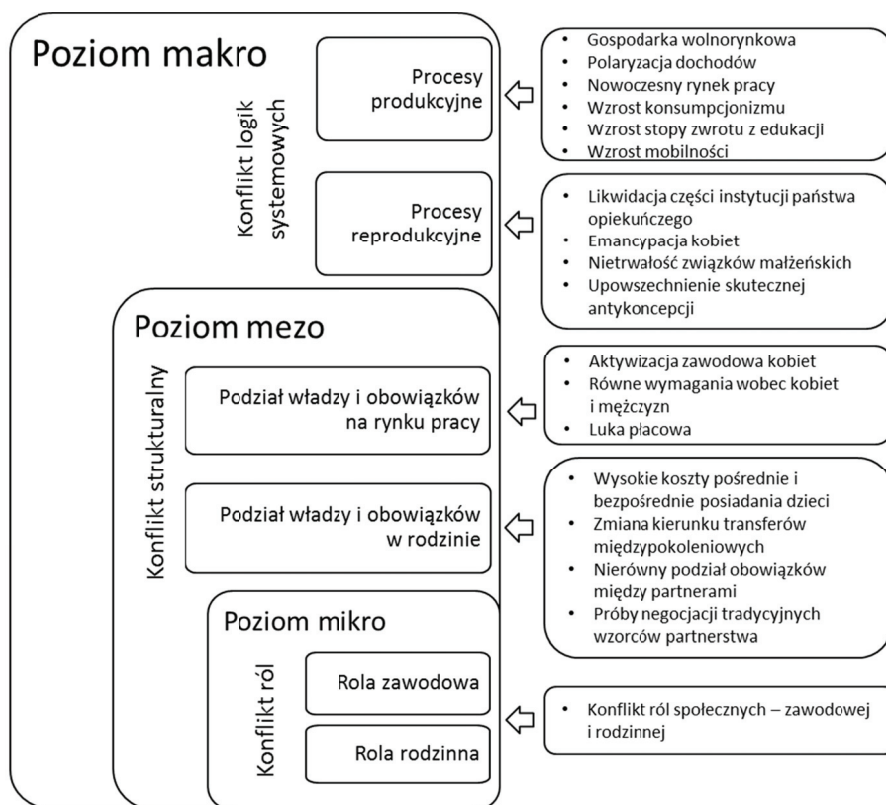 Poziom makro
Konflikt logik
systemowych
Procesy
produkcyjne
• Gospodarka wolnorynkowa
• Polaryzacja dochodów
• Nowoczesny rynek pracy
• Wzrost konsumpcjonizmu
• Wzrost stopy zwrotu z edukacji
• Wzrost mobilności
Procesy
reprodukcyjne
• Likwidacja części instytucji państwa
opiekuńczego
• Emancypacja kobiet
• Nietrwałość związków małżeńskich
• Upowszechnienie skutecznej
antykoncepcji
Poziom mezo
Konflikt strukturalny
Podział władzy i obowiązków
na rynku pracy
• Aktywizacja zawodowa kobiet
• Równe wymagania wobec kobiet
i mężczyzn
• Luka płacowa
Podział władzy i obowiązków
w rodzinie
• Wysokie koszty pośrednie i
bezpośrednie posiadania dzieci
• Zmiana kierunku transferów
międzypokoleniowych
• Nierówny podział obowiązków
między partnerami
• Próby negocjacji tradycyjnych
wzorców partnerstwa
Poziom mikro
Konflikt ról
Rola zawodowa
Rola rodzinna
• Konflikt ról społecznych – zawodowej
i rodzinnej